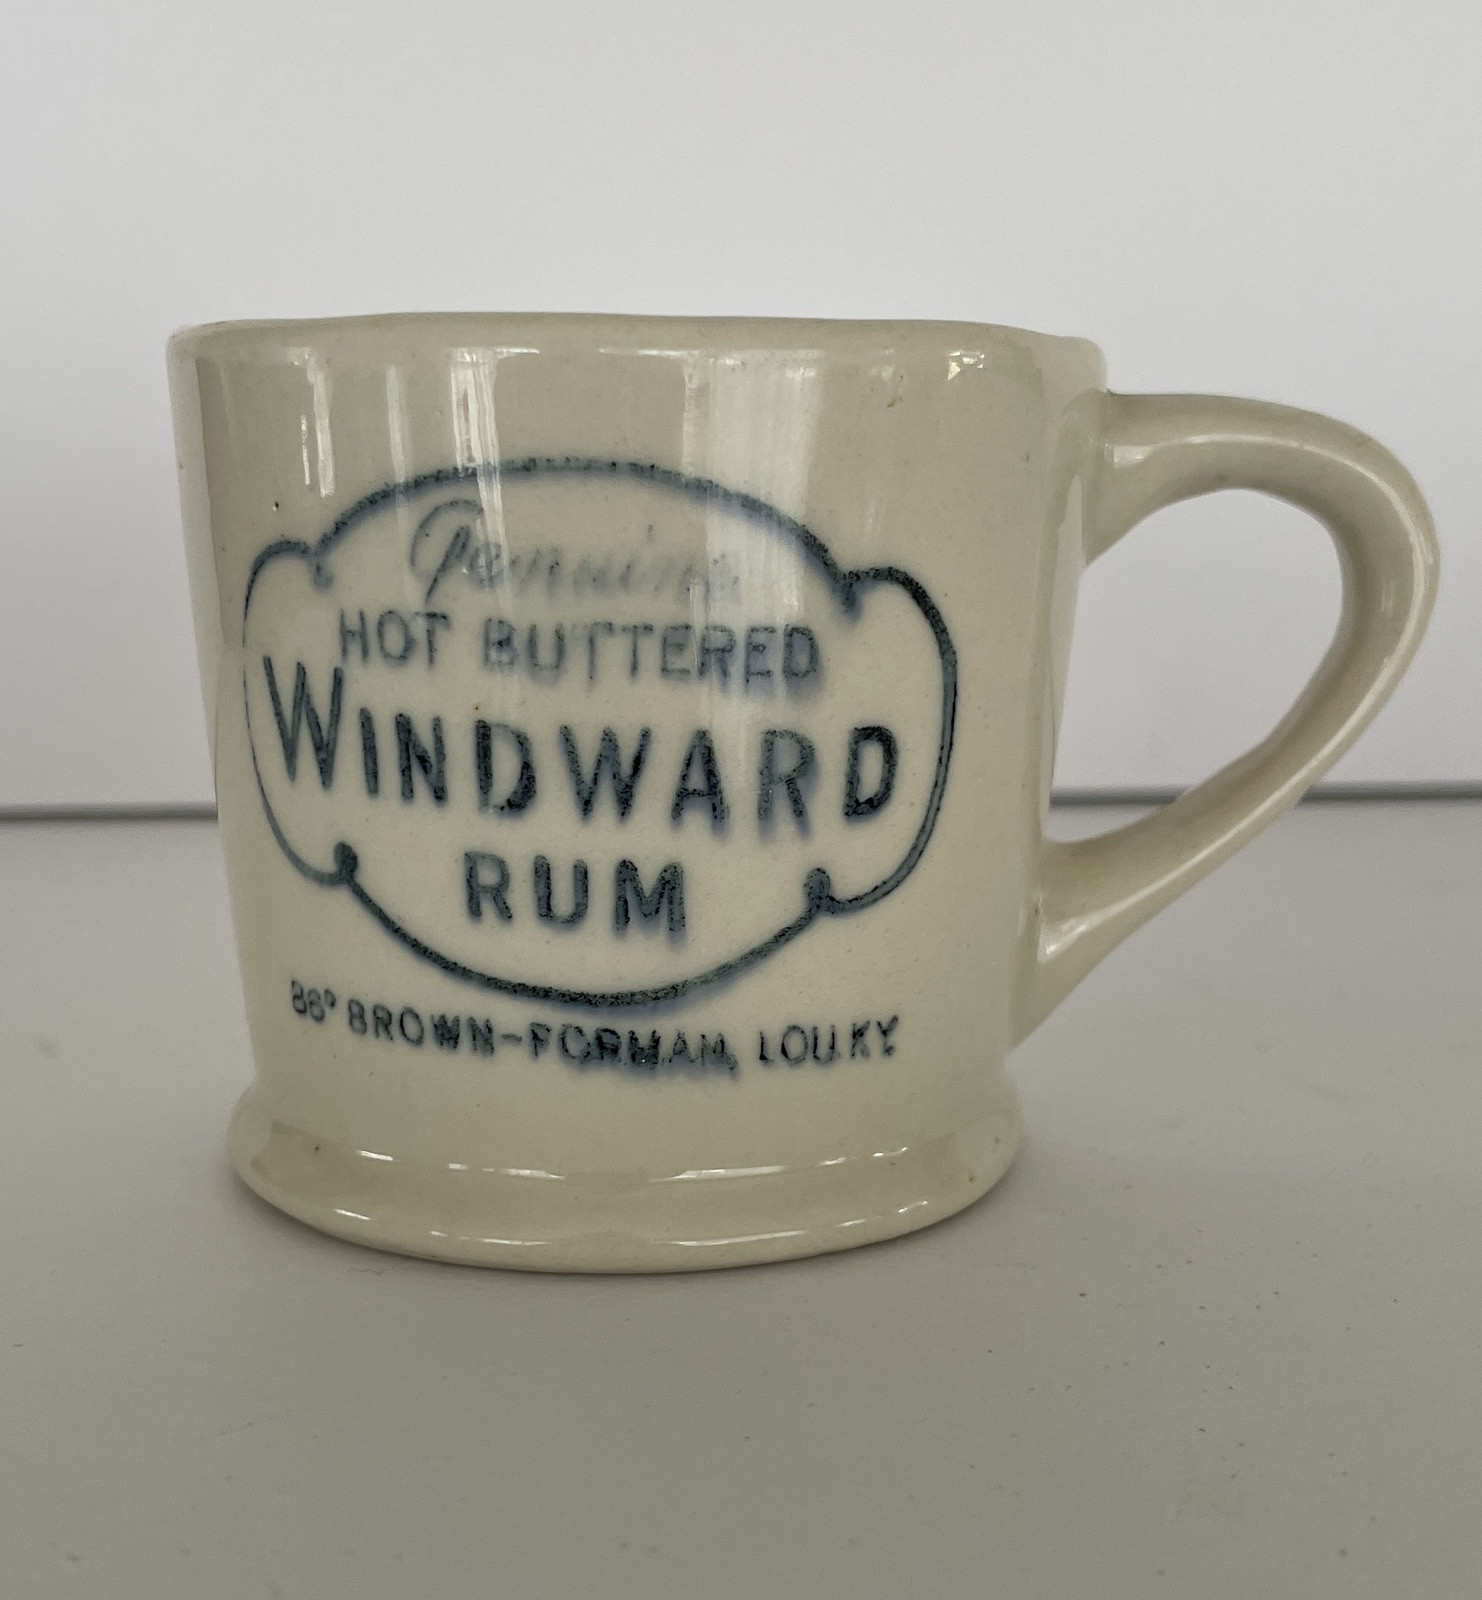 Genuine
HOT BUTTERED
WINDWARD
RUM
86° BROWN-FORMAN, LOU.KY.